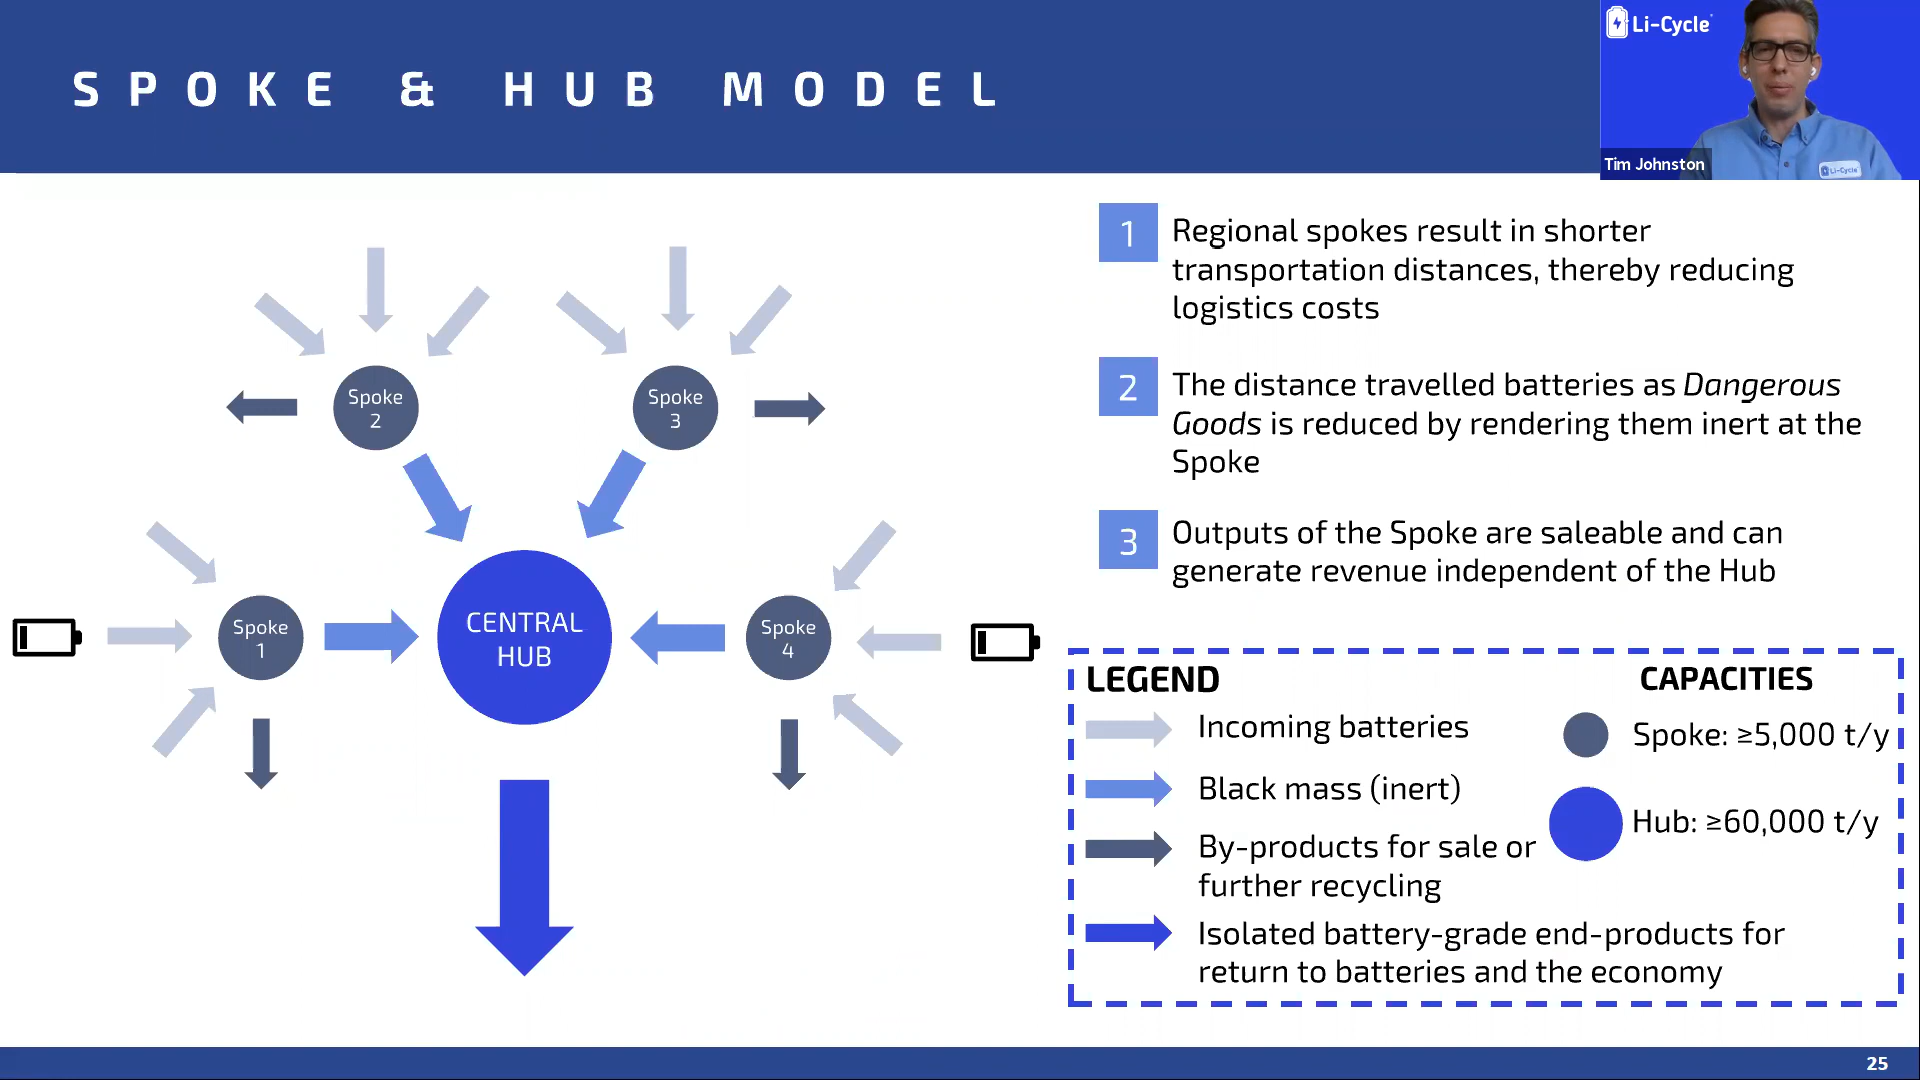 SPOKE & HUB MODEL
Li-Cycle
Tim Johnston
Li-Cycle
1
Regional spokes result in shorter
transportation distances, thereby reducing
logistics costs
2
The distance travelled batteries as Dangerous
Goods is reduced by rendering them inert at the
Spoke
3
Outputs of the Spoke are saleable and can
generate revenue independent of the Hub
Spoke
2
Spoke
3
Spoke
1
CENTRAL
HUB
Spoke
4
LEGEND
Incoming batteries
Black mass (inert)
By-products for sale or
further recycling
Isolated battery-grade end-products for
return to batteries and the economy
CAPACITIES
Spoke: ≥5,000 t/y
Hub: ≥60,000 t/y
25